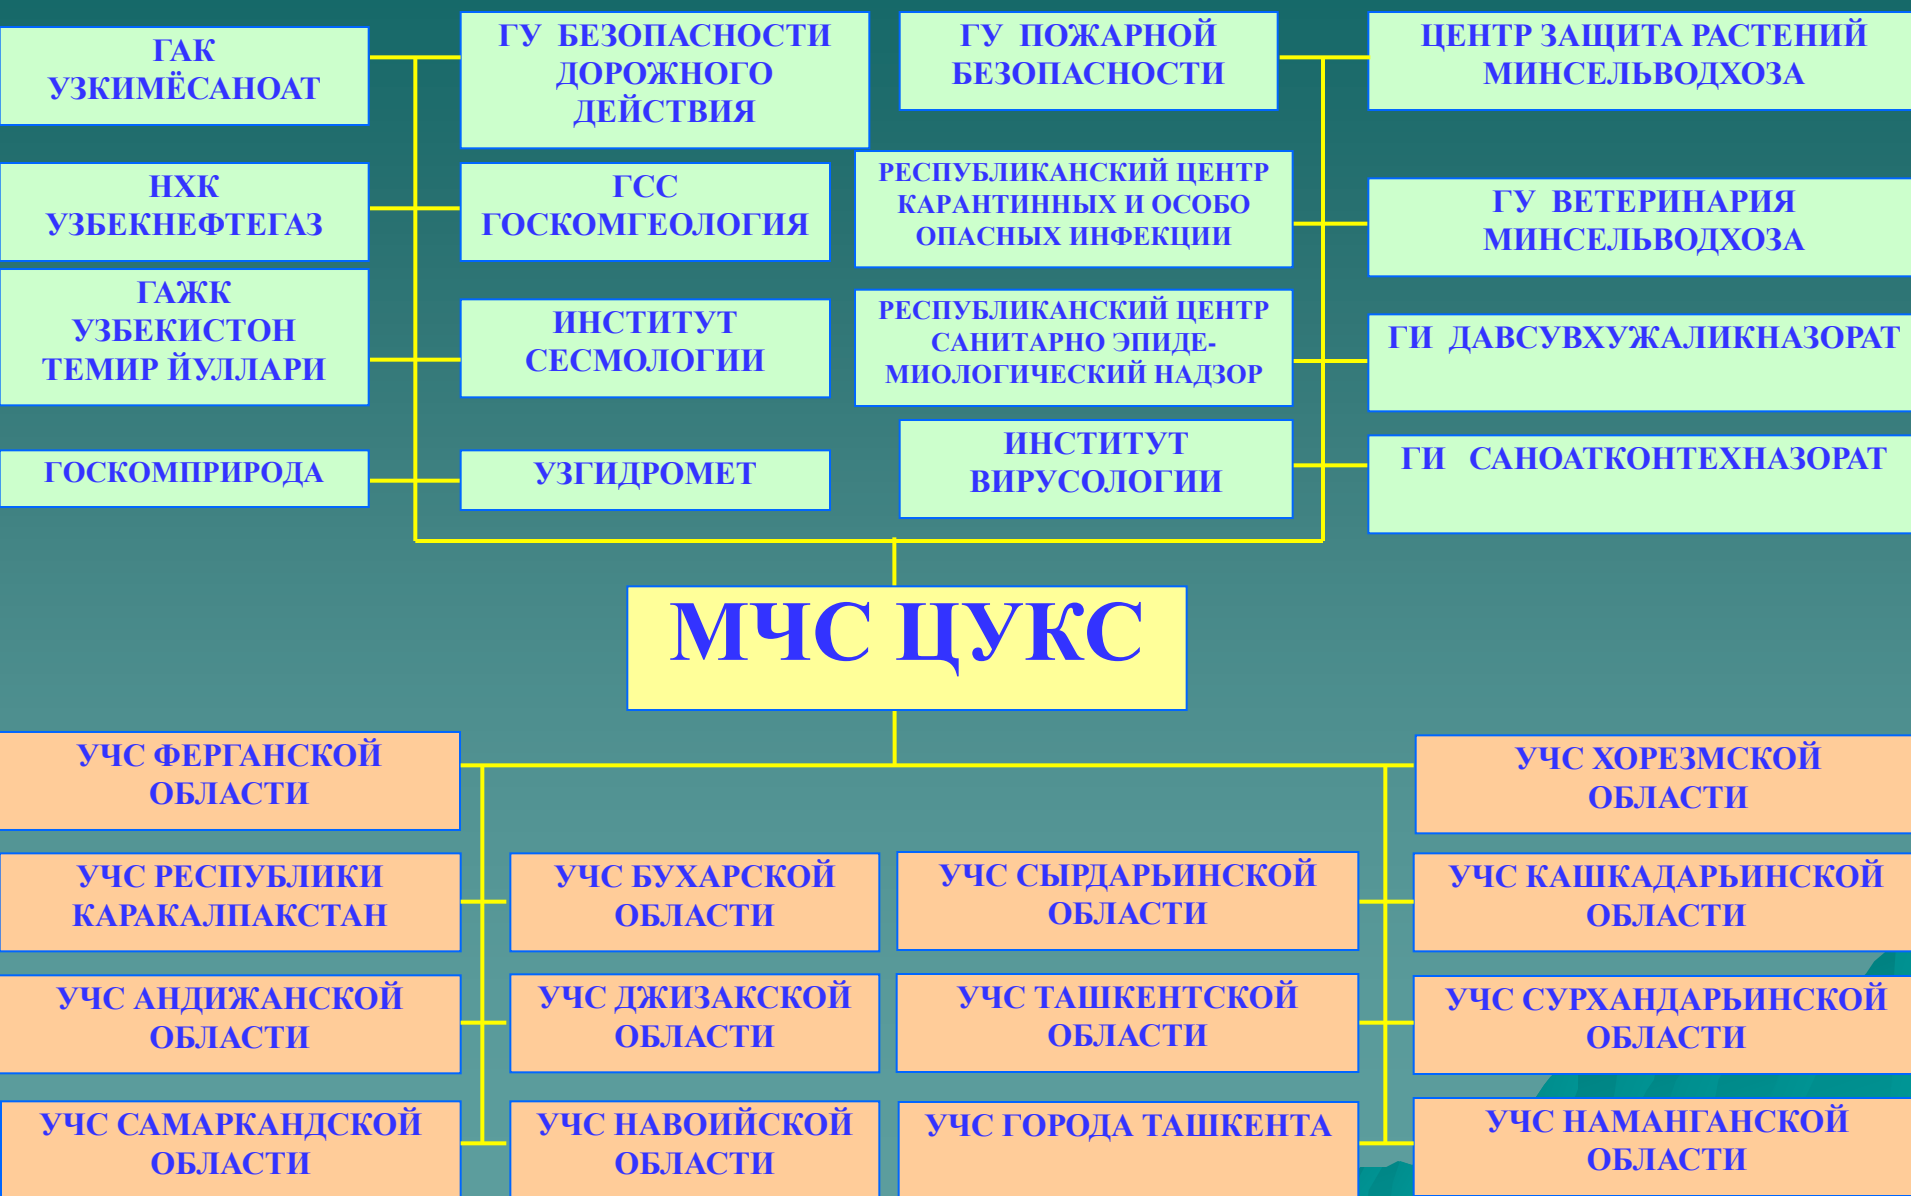 ГАК
УЗКИМЁСАНОАТ
ГУ БЕЗОПАСНОСТИ
ДОРОЖНОГО
ДЕЙСТВИЯ
ГУ ПОЖАРНОЙ
БЕЗОПАСНОСТИ
ЦЕНТР ЗАЩИТА РАСТЕНИЙ
МИНСЕЛЬВОДХОЗА
НХК
УЗБЕКНЕФТЕГАЗ
ГСС
ГОСКОМГЕОЛОГИЯ
РЕСПУБЛИКАНСКИЙ ЦЕНТР
КАРАНТИННЫХ И ОСОБО
ОПАСНЫХ ИНФЕКЦИИ
ГУ ВЕТЕРИНАРИЯ
МИНСЕЛЬВОДХОЗА
ГАЖК
УЗБЕКИСТОН
ТЕМИР ЙУЛЛАРИ
ИНСТИТУТ
СЕСМОЛОГИИ
РЕСПУБЛИКАНСКИЙ ЦЕНТР
САНИТАРНО ЭПИДЕ-
МИОЛОГИЧЕСКИЙ НАДЗОР
ГИ ДАВСУВХУЖАЛИКНАЗОРАТ
ГОСКОМПРИРОДА
УЗГИДРОМЕТ
ИНСТИТУТ
ВИРУСОЛОГИИ
ГИ САНОАТКОНТЕХНАЗОРАТ
МЧС ЦУКС
УЧС ФЕРГАНСКОЙ
ОБЛАСТИ
УЧС ХОРЕЗМСКОЙ
ОБЛАСТИ
УЧС РЕСПУБЛИКИ
КАРАКАЛПАКСТАН
УЧС БУХАРСКОЙ
ОБЛАСТИ
УЧС СЫРДАРЬИНСКОЙ
ОБЛАСТИ
УЧС КАШКАДАРЬИНСКОЙ
ОБЛАСТИ
УЧС АНДИЖАНСКОЙ
ОБЛАСТИ
УЧС ДЖИЗАКСКОЙ
ОБЛАСТИ
УЧС ТАШКЕНТСКОЙ
ОБЛАСТИ
УЧС СУРХАНДАРЬИНСКОЙ
ОБЛАСТИ
УЧС САМАРКАНДСКОЙ
ОБЛАСТИ
УЧС НАВОИЙСКОЙ
ОБЛАСТИ
УЧС ГОРОДА ТАШКЕНТА
УЧС НАМАНГАНСКОЙ
ОБЛАСТИ